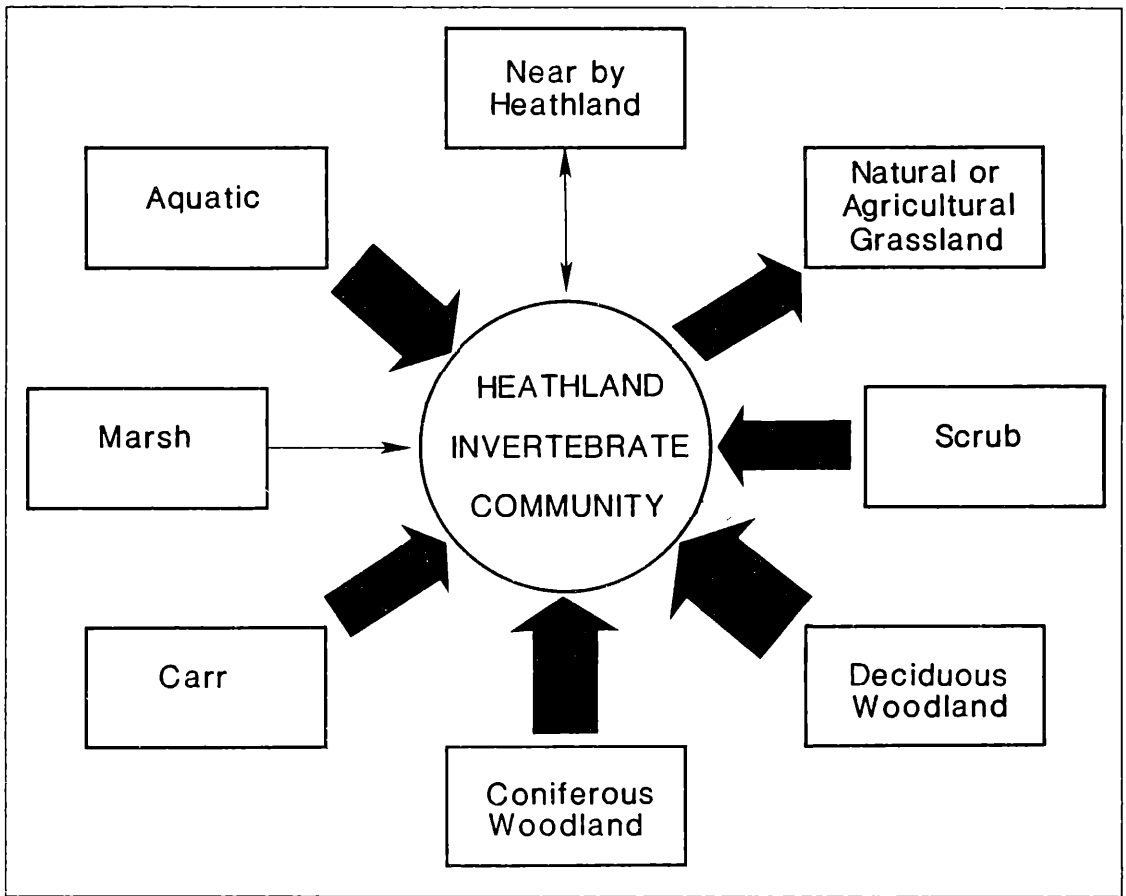 Near by
Heathland
Aquatic
Natural or
Agricultural
Grassland
HEATHLAND
INVERTEBRATE
COMMUNITY
Marsh
Scrub
Carr
Deciduous
Woodland
Coniferous
Woodland